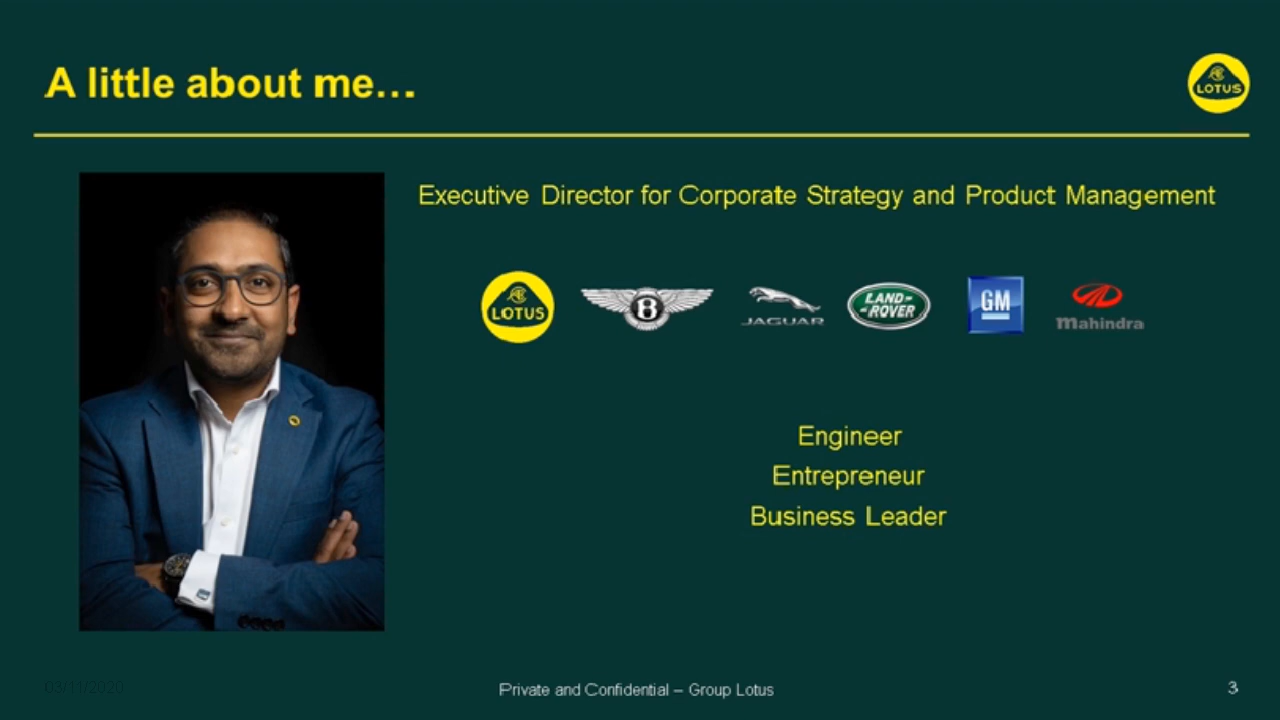 A little about me…
LOTUS
Executive Director for Corporate Strategy and Product Management
LOTUS
B
JAGUAR
LAND-
-ROVER
GM
Mahindra
Engineer
Entrepreneur
Business Leader
03/11/2020
Private and Confidential – Group Lotus
3